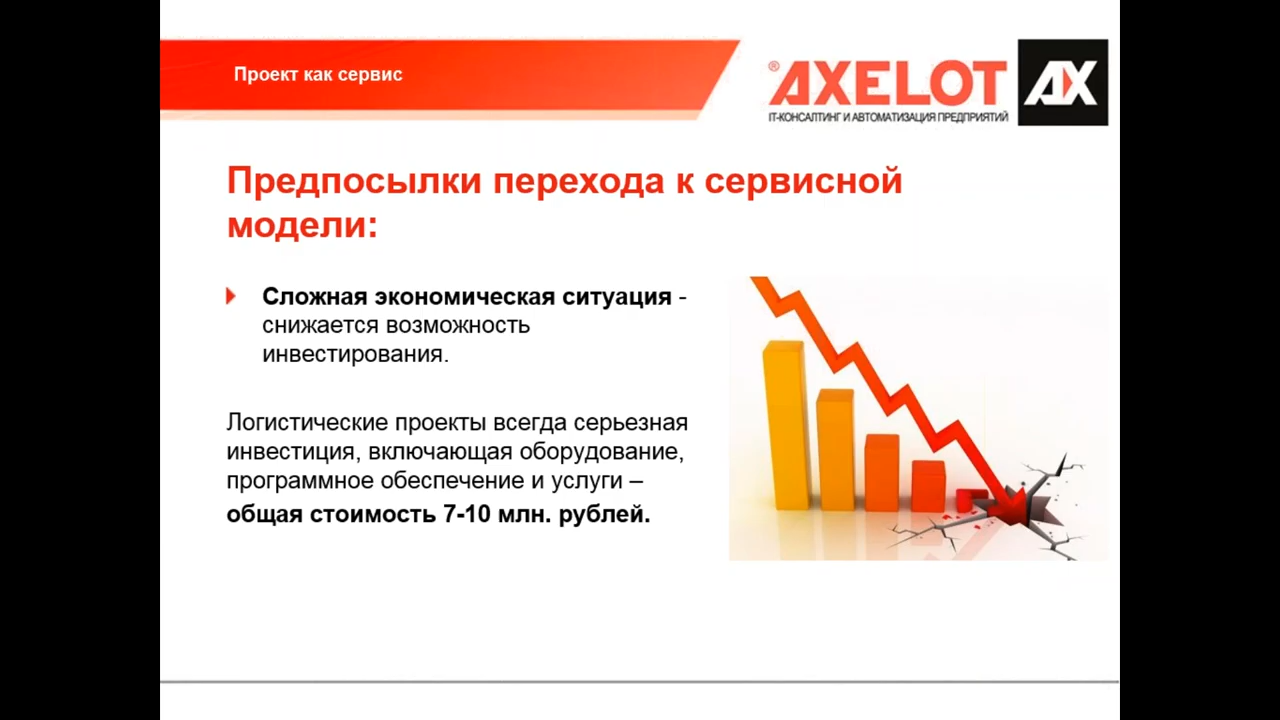 Проект как сервис
® AXELOT AX
IT-КОНСАЛТИНГ И АВТОМАТИЗАЦИЯ ПРЕДПРИЯТИЙ
Предпосылки перехода к сервисной
модели:
Сложная экономическая ситуация -
снижается возможность
инвестирования.
Логистические проекты всегда серьезная
инвестиция, включающая оборудование,
программное обеспечение и услуги –
общая стоимость 7-10 млн. рублей.